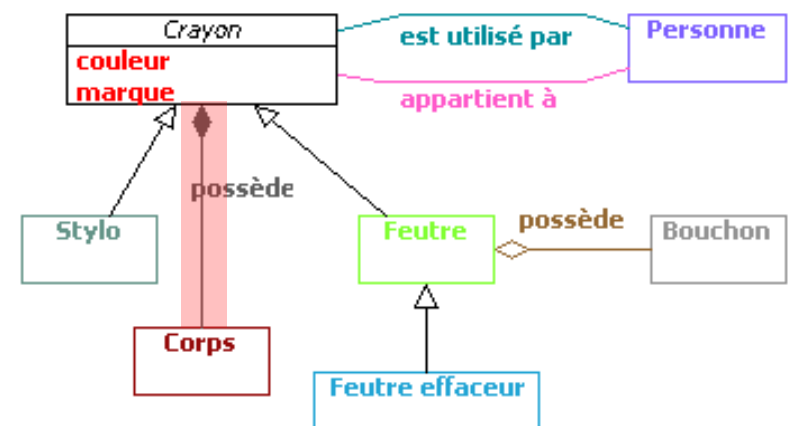 Crayon
couleur
marque
est utilisé par
Personne
appartient à
possède
Stylo
Feutre
possède
Bouchon
Corps
Feutre effaceur